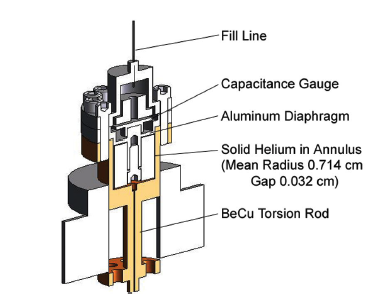 Fill Line
Capacitance Gauge
Aluminum Diaphragm
Solid Helium in Annulus
(Mean Radius 0.714 cm
Gap 0.032 cm)
BeCu Torsion Rod